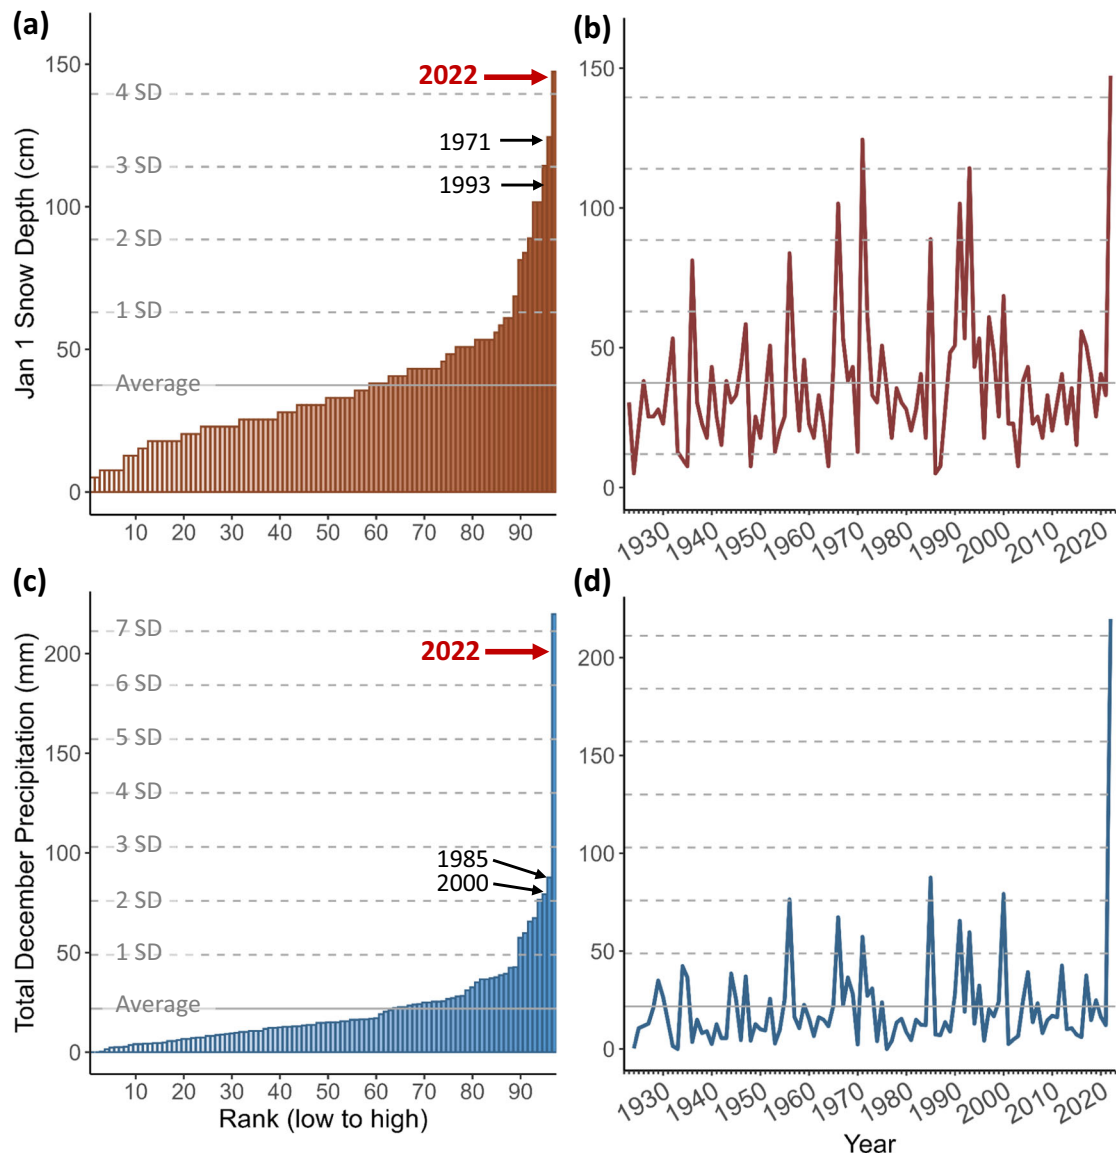 (a)
Jan 1 Snow Depth (cm)
150
100
50
0
4 SD
3 SD
2 SD
1 SD
Average
2022
1971
1993
10 20 30 40 50 60 70 80 90
(b)
150
100
50
0
1930 1940 1950 1960 1970 1980 1990 2000 2010 2020
(c)
Total December Precipitation (mm)
200
150
100
50
0
7 SD
6 SD
5 SD
4 SD
3 SD
2 SD
1 SD
Average
2022
1985
2000
10 20 30 40 50 60 70 80 90
Rank (low to high)
(d)
200
150
100
50
0
1930 1940 1950 1960 1970 1980 1990 2000 2010 2020
Year